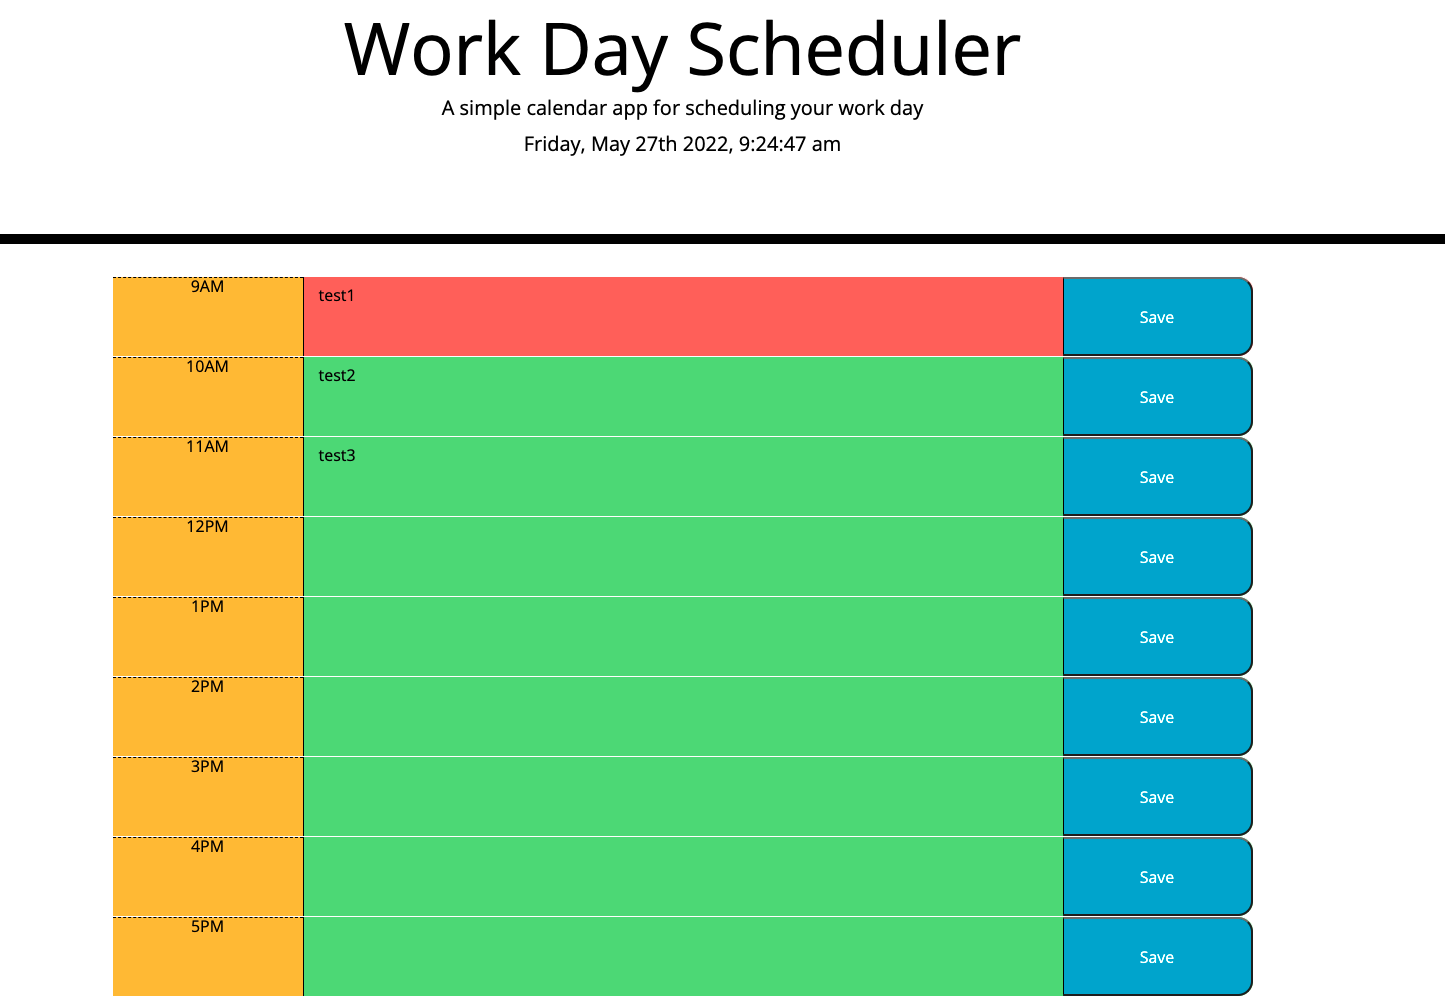 Work Day Scheduler
A simple calendar app for scheduling your work day
Friday, May 27th 2022, 9:24:47 am
9AM test1 Save
10AM test2 Save
11AM test3 Save
12PM Save
1PM Save
2PM Save
3PM Save
4PM Save
5PM Save